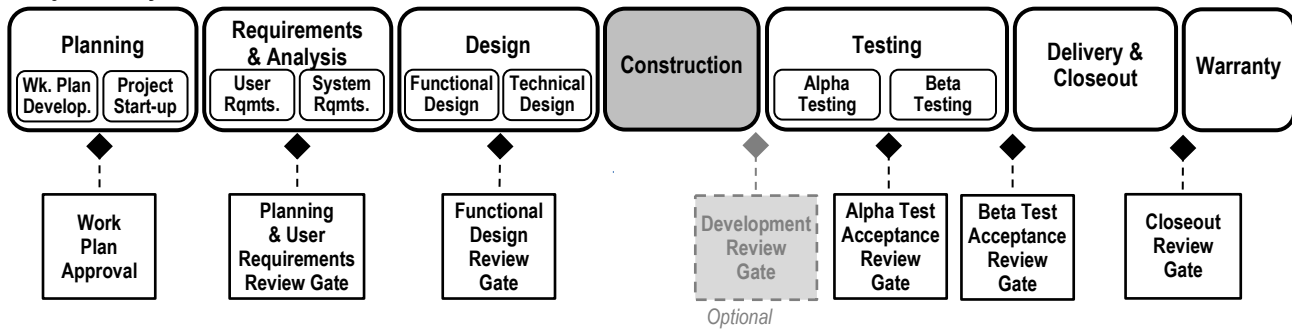 Planning
Wk. Plan
Develop.
Project
Start-up
Requirements
& Analysis
User
Rqmts.
System
Rqmts.
Design
Functional
Design
Technical
Design
Construction
Testing
Alpha
Testing
Beta
Testing
Delivery &
Closeout
Warranty
Work
Plan
Approval
Planning
& User
Requirements
Review Gate
Functional
Design
Review
Gate
Development
Review
Gate
Optional
Alpha Test
Acceptance
Review
Gate
Beta Test
Acceptance
Review
Gate
Closeout
Review
Gate